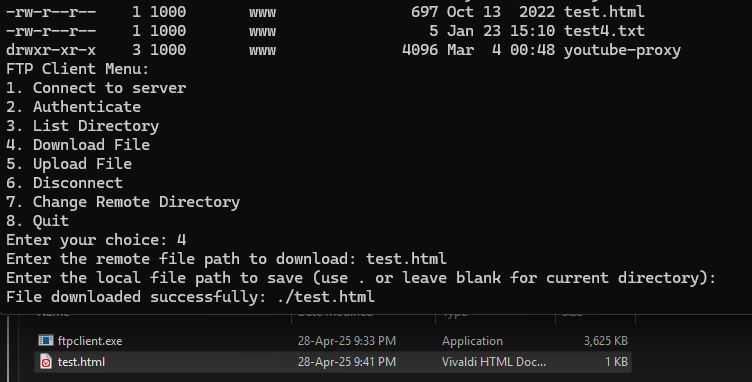 -rw-r--r--    1 1000       www             697 Oct 13  2022 test.html
-rw-r--r--    1 1000       www               5 Jan 23 15:10 test4.txt
drwxr-xr-x    3 1000       www            4096 Mar  4 00:48 youtube-proxy
FTP Client Menu:
1. Connect to server
2. Authenticate
3. List Directory
4. Download File
5. Upload File
6. Disconnect
7. Change Remote Directory
8. Quit
Enter your choice: 4
Enter the remote file path to download: test.html
Enter the local file path to save (use . or leave blank for current directory):
File downloaded successfully: ./test.html
Name Date modified Type Size
ftpclient.exe 28-Apr-25 9:33 PM Application 3,625 KB
test.html 28-Apr-25 9:41 PM Vivaldi HTML Doc... 1 KB